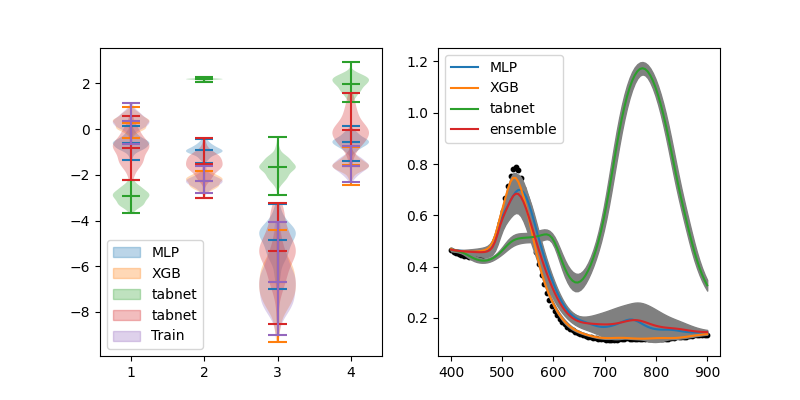 2
0
−2
−4
−6
−8
MLP
XGB
tabnet
tabnet
Train
1 2 3 4
1.2
1.0
0.8
0.6
0.4
0.2
MLP
XGB
tabnet
ensemble
400 500 600 700 800 900